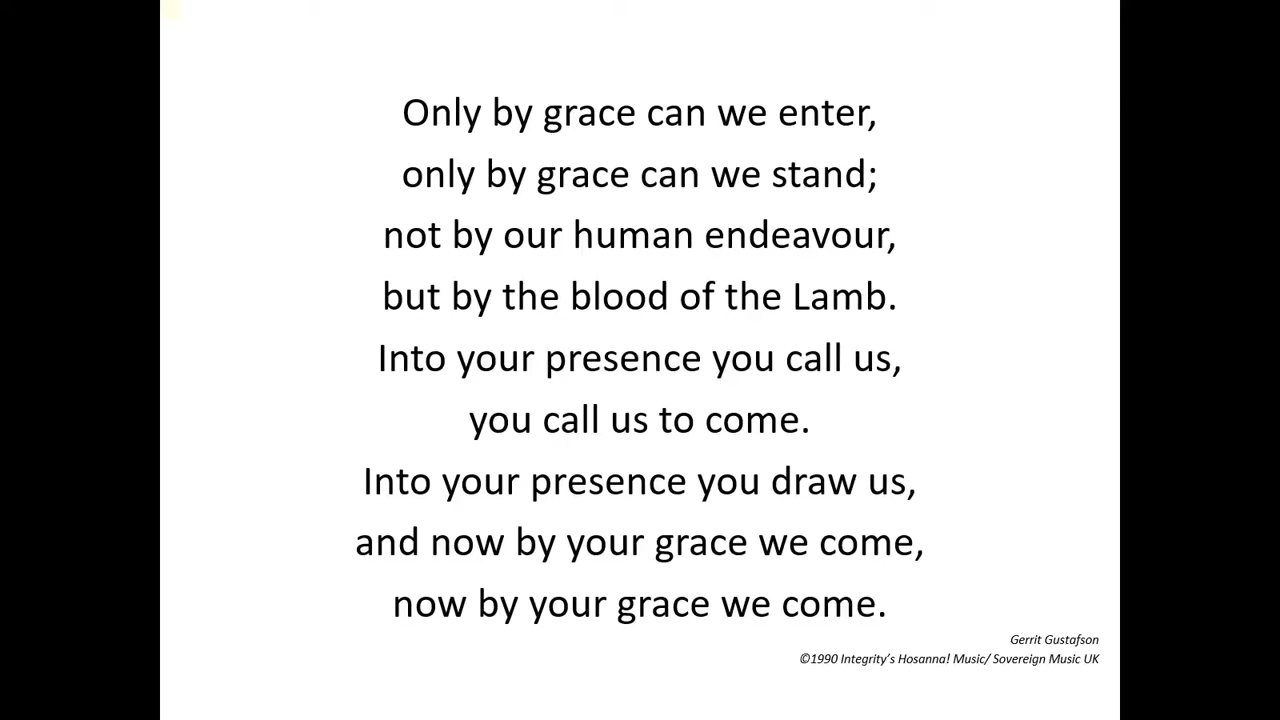 Only by grace can we enter,
only by grace can we stand;
not by our human endeavour,
but by the blood of the Lamb.
Into your presence you call us,
you call us to come.
Into your presence you draw us,
and now by your grace we come,
now by your grace we come.
Gerrit Gustafson
©1990 Integrity's Hosanna! Music/ Sovereign Music UK